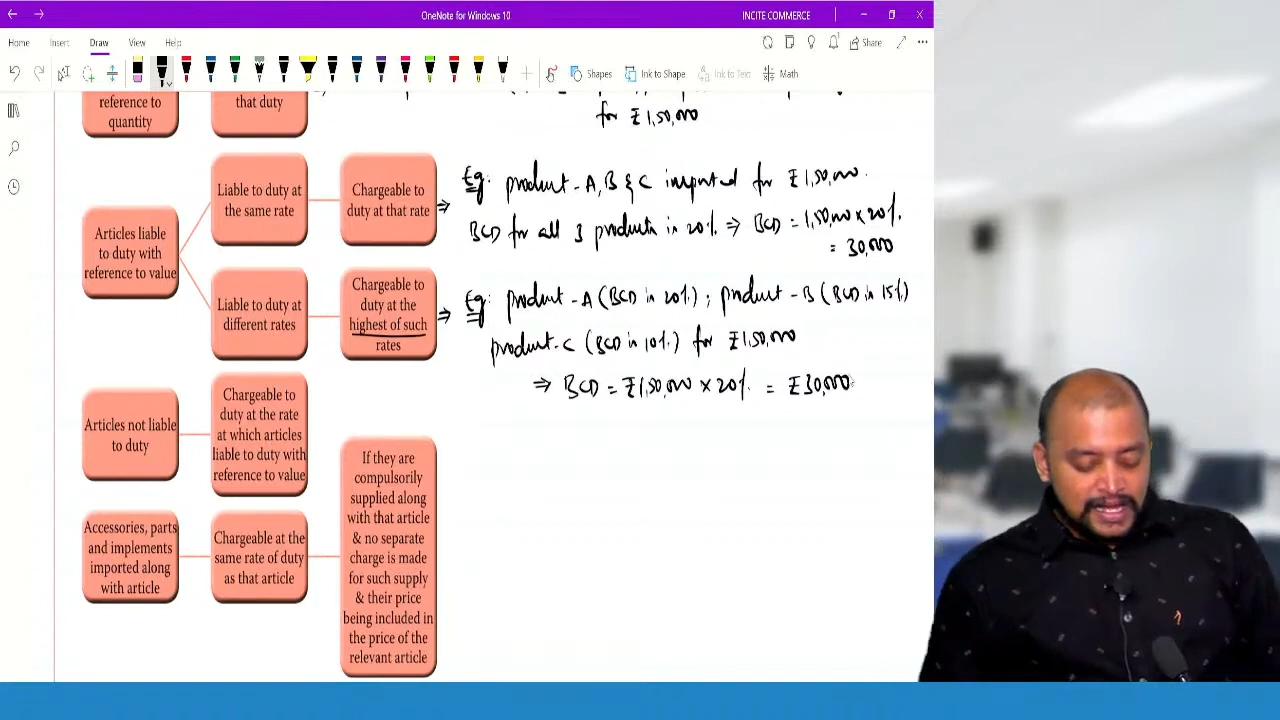 OneNote for Windows 10
INCITE COMMERCE
Home Insert Draw View Help
Share
Shapes
Ink to Shape
Ink to Text
Math
reference to
quantity
that duty
for ₹1,50,000
Articles liable
to duty with
reference to value
Liable to duty at
the same rate
Chargeable to
duty at that rate
⇒ Eg: product - A, B & C imported for ₹1,50,000.
BCD for all 3 products is 20% ⇒ BCD = 1,50,000 × 20%.
= 30,000
Liable to duty at
different rates
Chargeable to
duty at the
highest of such
rates
⇒ Eg: product - A (BCD is 20%); product - B (BCD is 15%)
product - C (BCD is 10%) for ₹1,50,000
⇒ BCD = ₹1,50,000 × 20% = ₹30,000
Articles not liable
to duty
Chargeable to
duty at the rate
at which articles
liable to duty with
reference to value
Accessories, parts
and implements
imported along
with article
Chargeable at the
same rate of duty
as that article
If they are
compulsorily
supplied along
with that article
& no separate
charge is made
for such supply
& their price
being included in
the price of the
relevant article